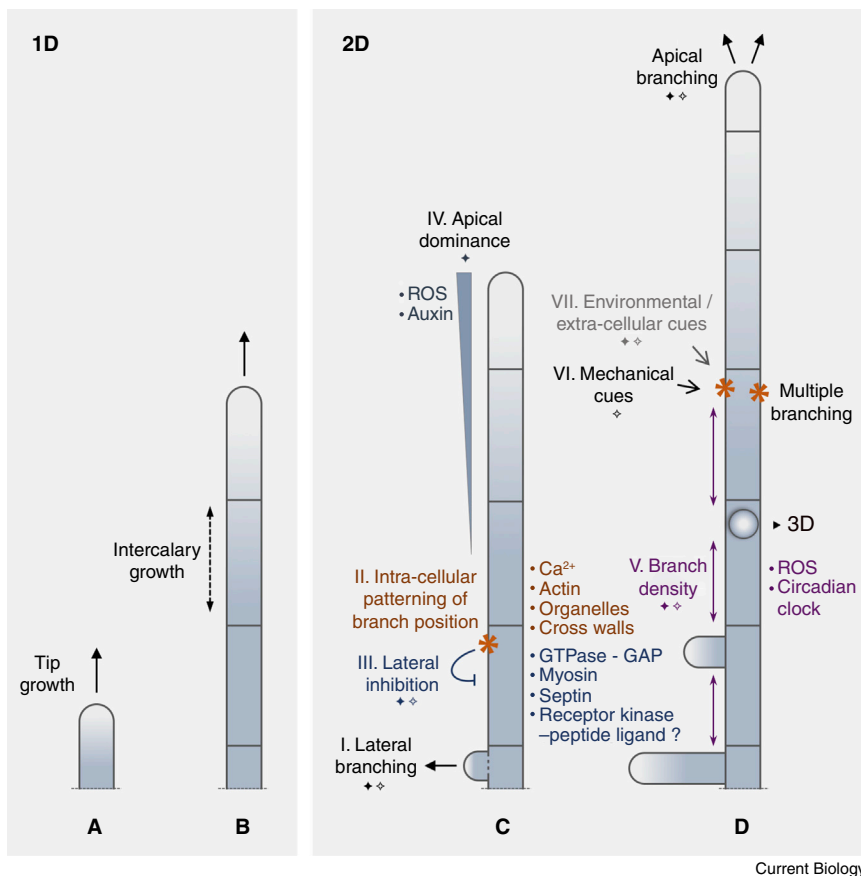 1D
Tip
growth
Intercalary
growth
A
B
2D
IV. Apical
dominance
✦
• ROS
• Auxin
II. Intra-cellular
patterning of
branch position
• Ca²⁺
• Actin
• Organelles
• Cross walls
III. Lateral
inhibition
✦✧
• GTPase - GAP
• Myosin
• Septin
• Receptor kinase
–peptide ligand ?
I. Lateral
branching
✦✧
C
Apical
branching
✦✧
VII. Environmental /
extra-cellular cues
✦✧
VI. Mechanical
cues
✧
Multiple
branching
3D
V. Branch
density
✦✧
• ROS
• Circadian
clock
D
Current Biology